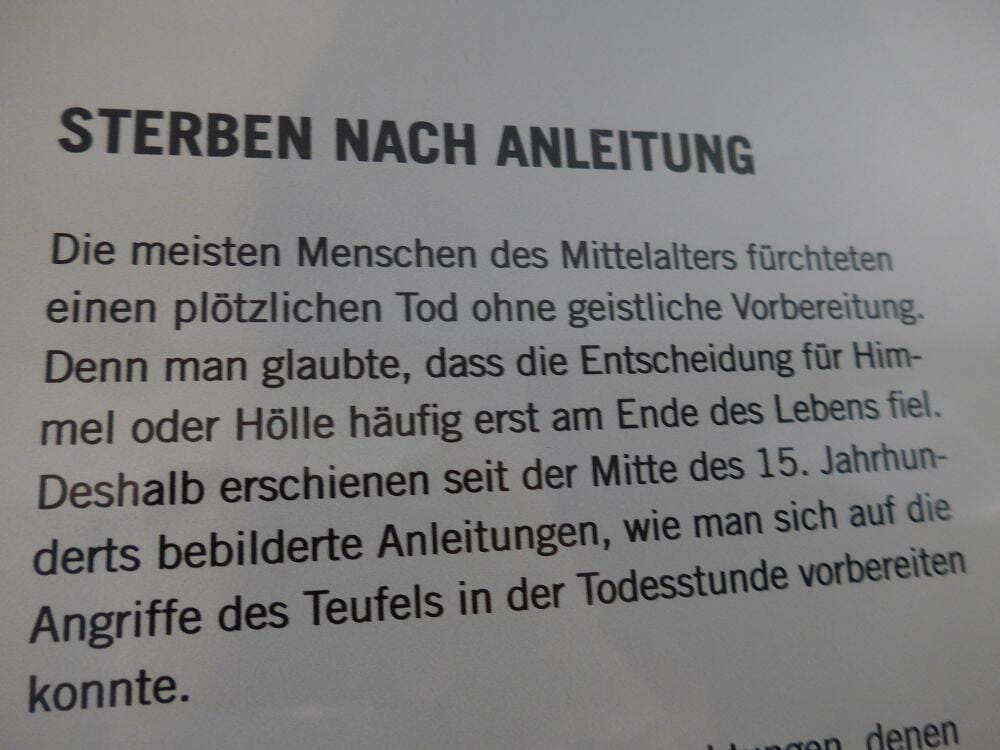 STERBEN NACH ANLEITUNG
Die meisten Menschen des Mittelalters fürchteten
einen plötzlichen Tod ohne geistliche Vorbereitung.
Denn man glaubte, dass die Entscheidung für Him-
mel oder Hölle häufig erst am Ende des Lebens fiel.
Deshalb erschienen seit der Mitte des 15. Jahrhun-
derts bebilderte Anleitungen, wie man sich auf die
Angriffe des Teufels in der Todesstunde vorbereiten
konnte.
denen